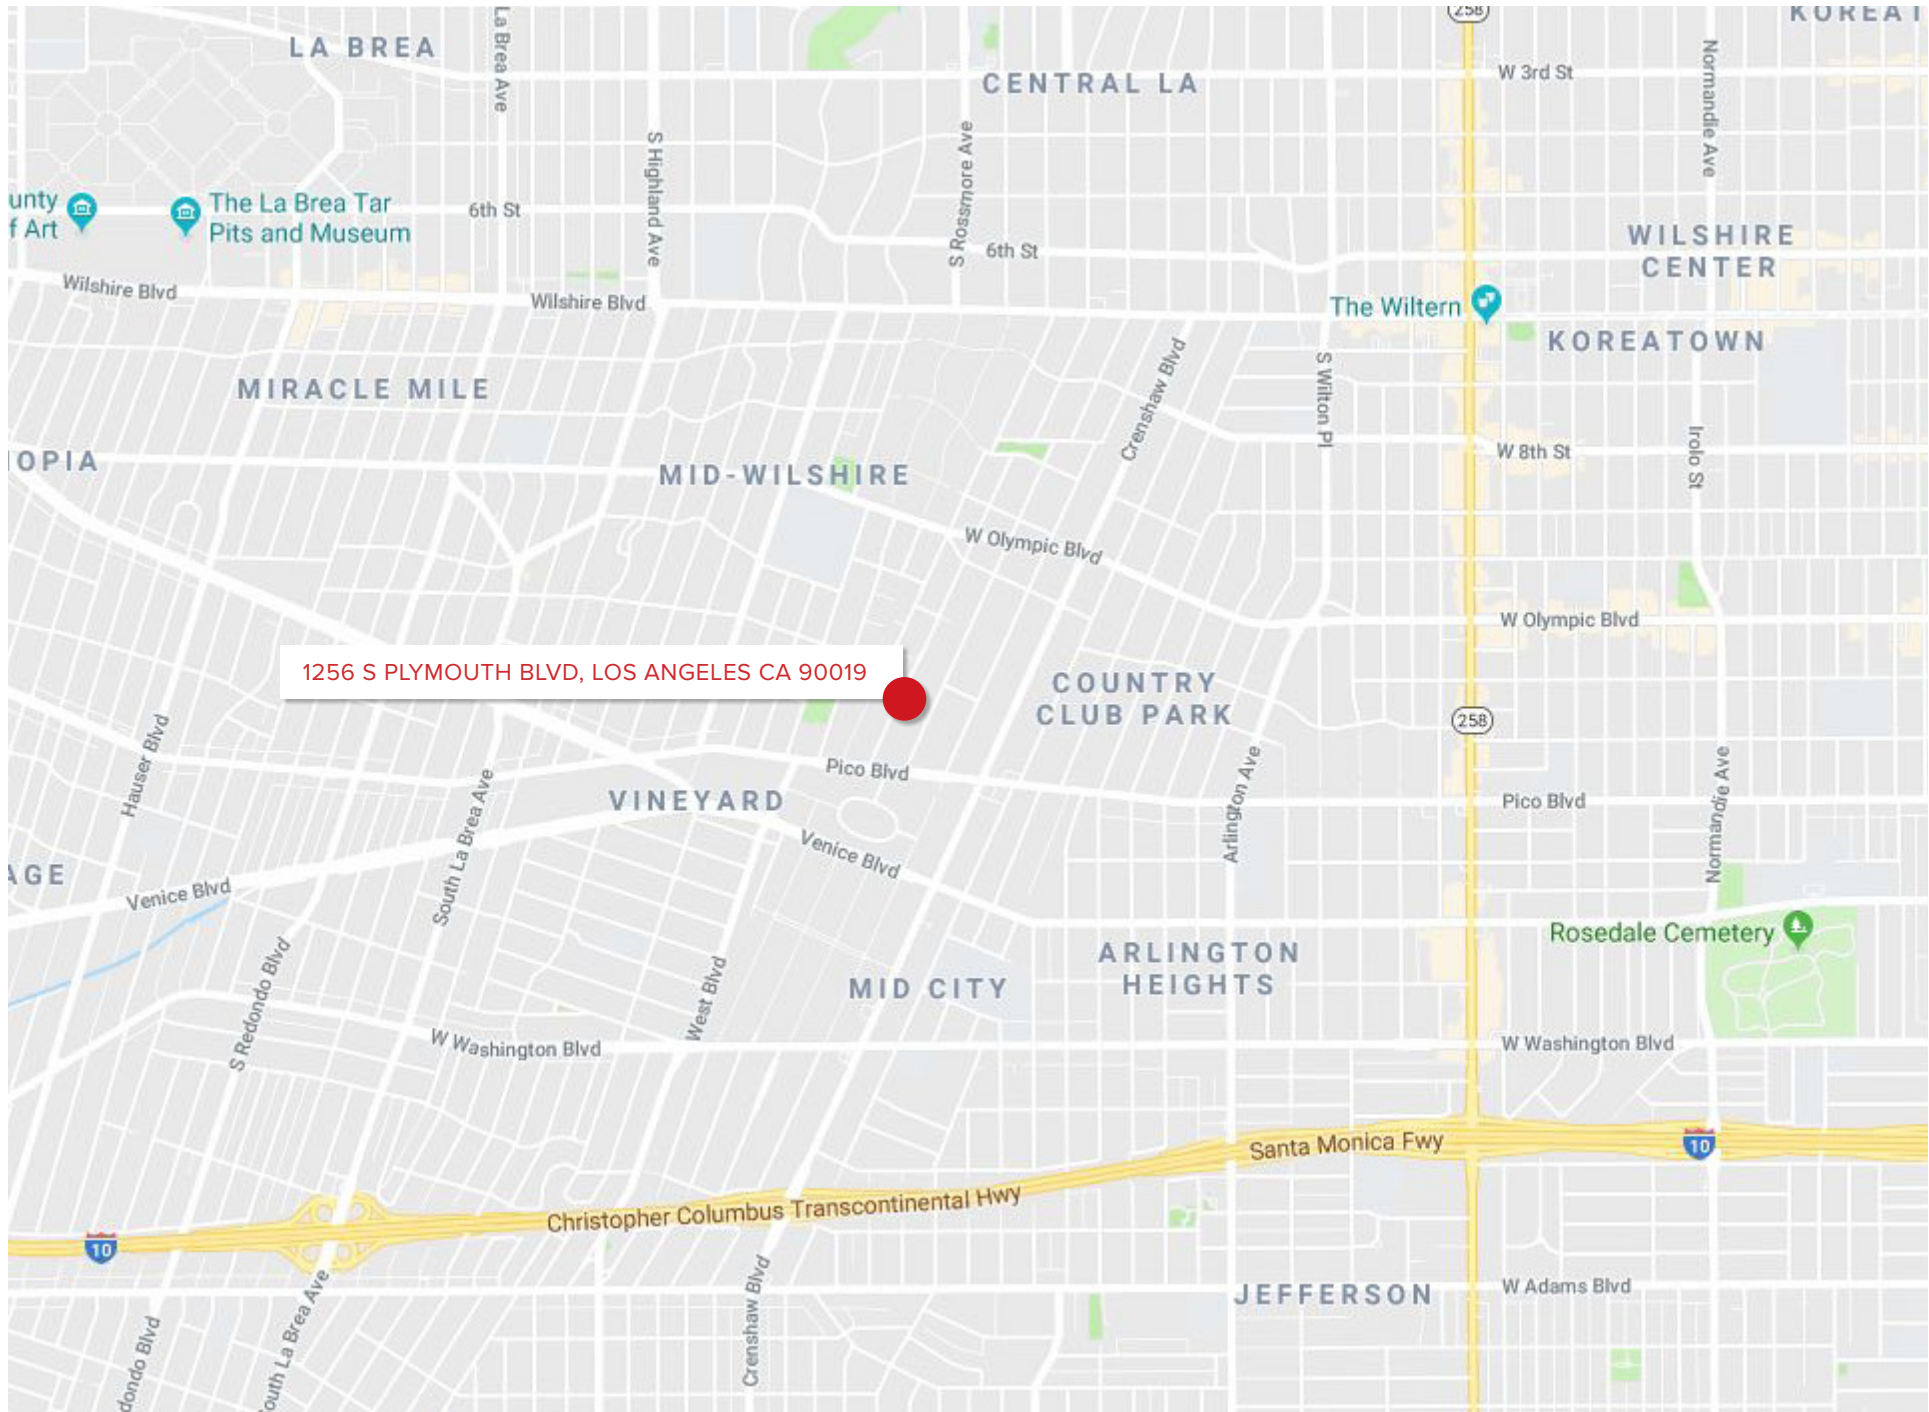 258
KOREAT
LA BREA
La Brea Ave
CENTRAL LA
W 3rd St
Normandie Ave
S Highland Ave
S Rossmore Ave
unty
f Art
The La Brea Tar
Pits and Museum
6th St
6th St
WILSHIRE
CENTER
Wilshire Blvd
Wilshire Blvd
The Wiltern
KOREATOWN
MIRACLE MILE
Crenshaw Blvd
S Wilton Pl
OPIA
MID-WILSHIRE
W 8th St
Irolo St
W Olympic Blvd
W Olympic Blvd
1256 S PLYMOUTH BLVD, LOS ANGELES CA 90019
COUNTRY
CLUB PARK
258
Hauser Blvd
Pico Blvd
South La Brea Ave
VINEYARD
Arlington Ave
Pico Blvd
Normandie Ave
Venice Blvd
AGE
Venice Blvd
Rosedale Cemetery
ARLINGTON
HEIGHTS
S Redondo Blvd
West Blvd
MID CITY
W Washington Blvd
W Washington Blvd
Santa Monica Fwy
10
Christopher Columbus Transcontinental Hwy
10
Crenshaw Blvd
JEFFERSON
W Adams Blvd
dondo Blvd
outh La Brea Ave